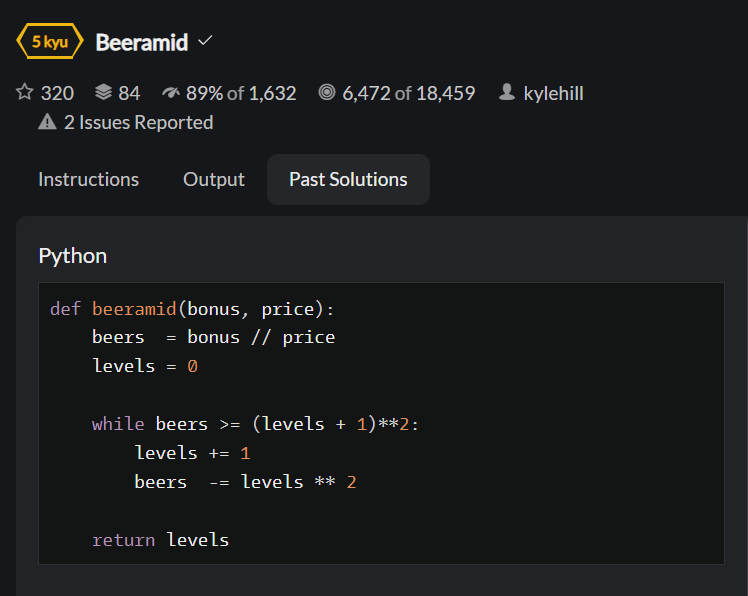 5 kyu Beeramid
320 84 89% of 1,632 6,472 of 18,459 kylehill
2 Issues Reported
Instructions Output Past Solutions
Python
def beeramid(bonus, price):
    beers  = bonus // price
    levels = 0
    while beers >= (levels + 1)**2:
        levels += 1
        beers  -= levels ** 2
    return levels